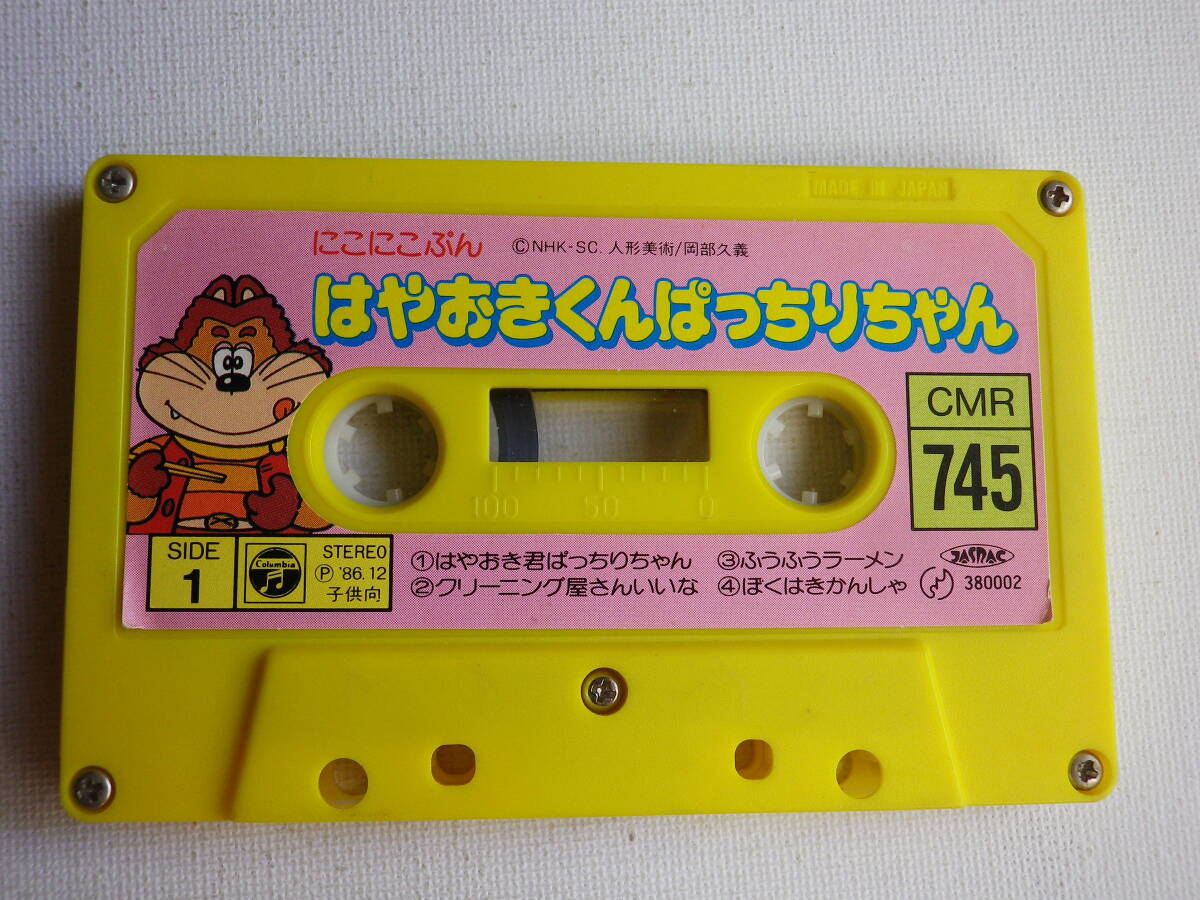 MADE IN JAPAN
にこにこぷん ©NHK-SC. 人形美術/岡部久義
はやおきくんぱっちりちゃん
CMR
745
100 50 0
SIDE
1
Columbia
STEREO
Ⓟ '86.12
子供向
①はやおき君ぱっちりちゃん
②クリーニング屋さんいいな
③ふうふうラーメン
④ぼくはきかんしゃ
JASRAC
380002